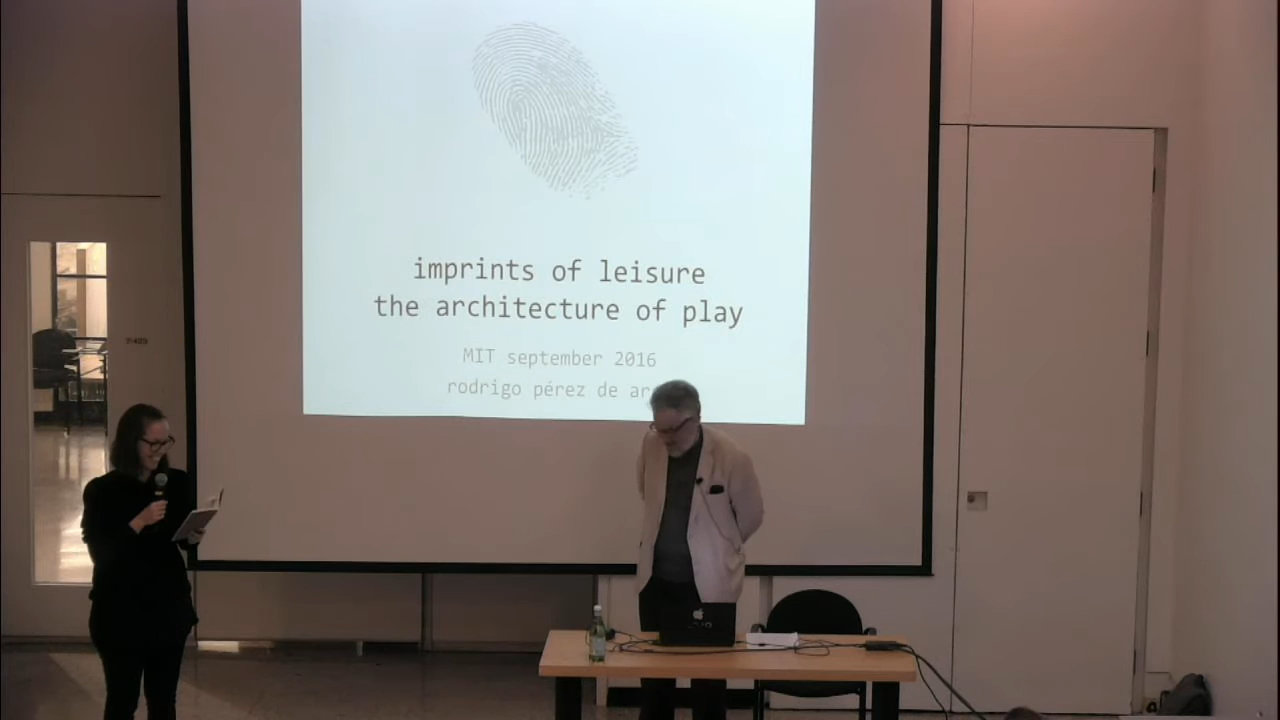 imprints of leisure
the architecture of play
MIT september 2016
rodrigo pérez de